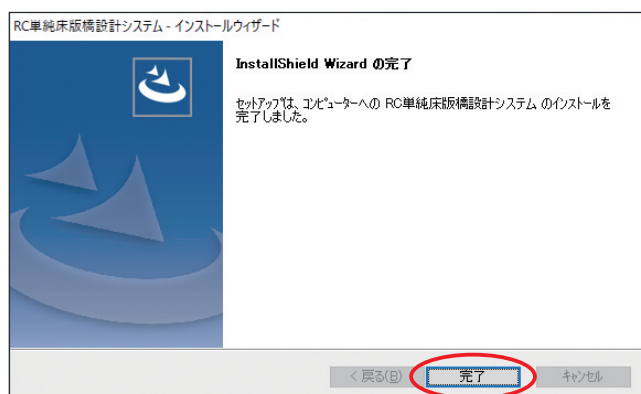 RC単純床版橋設計システム - インストールウィザード
InstallShield Wizard の完了
セットアップは、コンピューターへの RC単純床版橋設計システム のインストールを
完了しました。
< 戻る(B)
完了
キャンセル